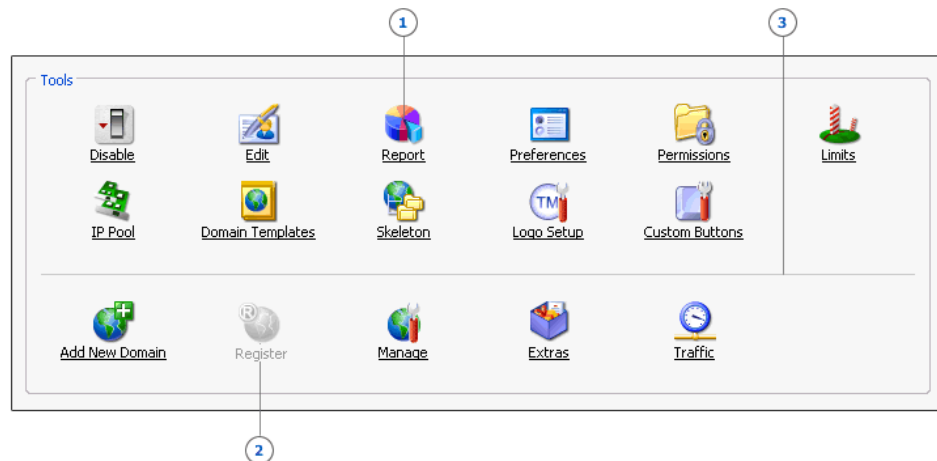 1 3
Tools
Disable Edit Report Preferences Permissions Limits
IP Pool Domain Templates Skeleton TM Logo Setup Custom Buttons
Add New Domain ® Register Manage Extras Traffic
2